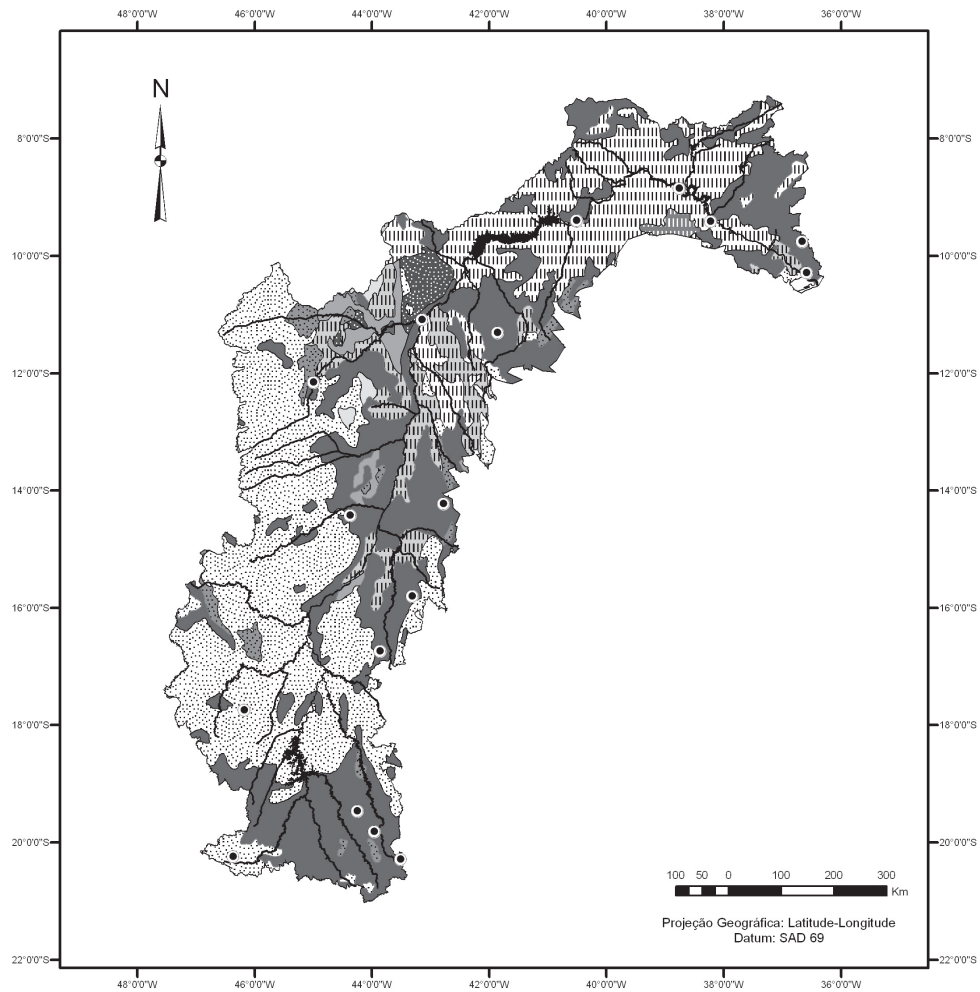 48°0'0"W 46°0'0"W 44°0'0"W 42°0'0"W 40°0'0"W 38°0'0"W 36°0'0"W
N
8°0'0"S 8°0'0"S
10°0'0"S 10°0'0"S
12°0'0"S 12°0'0"S
14°0'0"S 14°0'0"S
16°0'0"S 16°0'0"S
18°0'0"S 18°0'0"S
20°0'0"S 20°0'0"S
100 50 0 100 200 300
Km
Projeção Geográfica: Latitude-Longitude
Datum: SAD 69
22°0'0"S 22°0'0"S
48°0'0"W 46°0'0"W 44°0'0"W 42°0'0"W 40°0'0"W 38°0'0"W 36°0'0"W